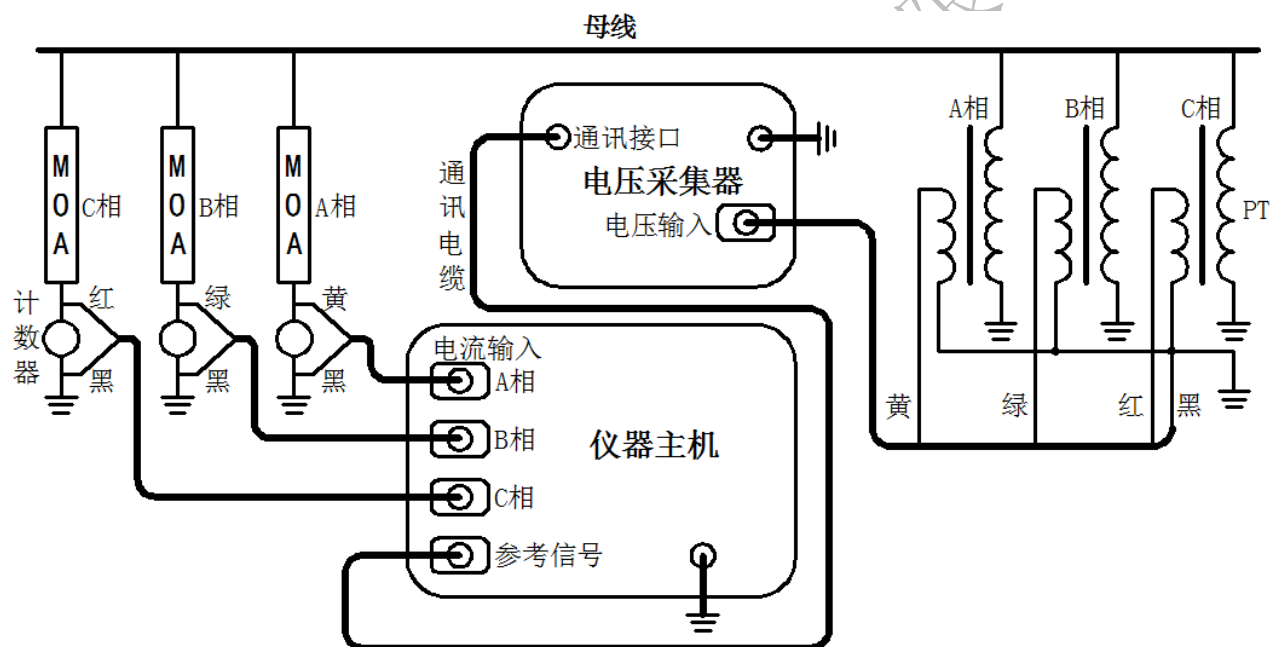 母线
A相
B相
C相
PT
MOA
C相
MOA
B相
MOA
A相
通讯接口
电压采集器
电压输入
通讯电缆
计数器
红
黑
绿
黑
黄
黑
电流输入
A相
B相
C相
参考信号
仪器主机
黄
绿
红
黑